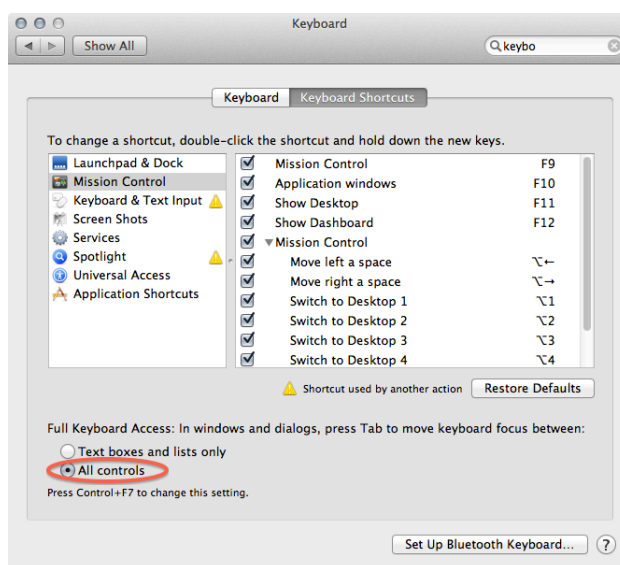 Keyboard
Show All
keybo
Keyboard Keyboard Shortcuts
To change a shortcut, double-click the shortcut and hold down the new keys.
Launchpad & Dock
Mission Control
Keyboard & Text Input
Screen Shots
Services
Spotlight
Universal Access
Application Shortcuts
Mission Control F9
Application windows F10
Show Desktop F11
Show Dashboard F12
Mission Control
Move left a space ⌥←
Move right a space ⌥→
Switch to Desktop 1 ⌥1
Switch to Desktop 2 ⌥2
Switch to Desktop 3 ⌥3
Switch to Desktop 4 ⌥4
Shortcut used by another action Restore Defaults
Full Keyboard Access: In windows and dialogs, press Tab to move keyboard focus between:
Text boxes and lists only
All controls
Press Control+F7 to change this setting.
Set Up Bluetooth Keyboard... ?